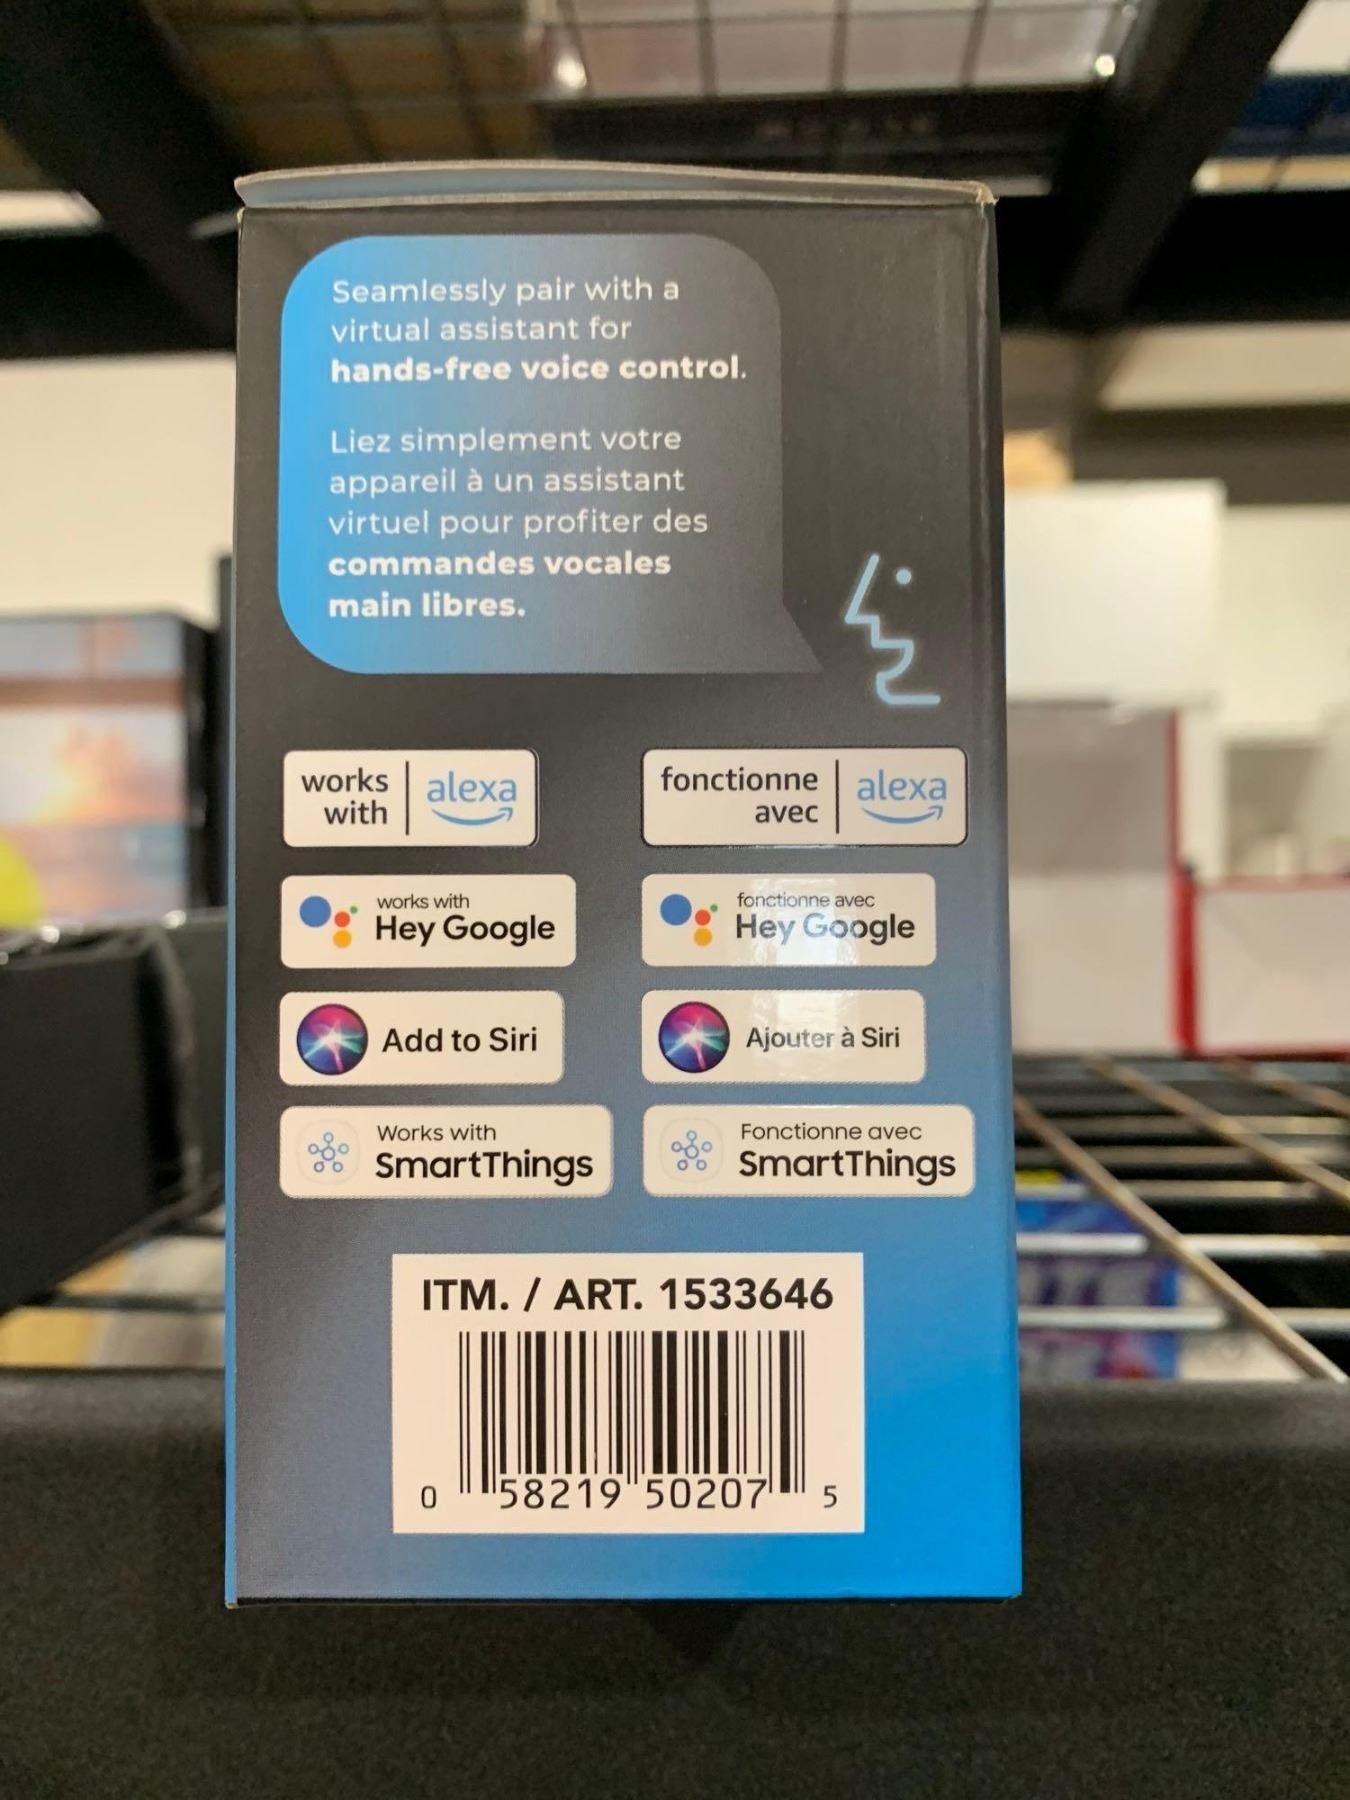 Seamlessly pair with a
virtual assistant for
hands-free voice control.
Liez simplement votre
appareil à un assistant
virtuel pour profiter des
commandes vocales
main libres.
works
with
alexa
fonctionne
avec
alexa
works with
Hey Google
fonctionne avec
Hey Google
Add to Siri
Ajouter à Siri
Works with
SmartThings
Fonctionne avec
SmartThings
ITM. / ART. 1533646
0 58219 50207 5